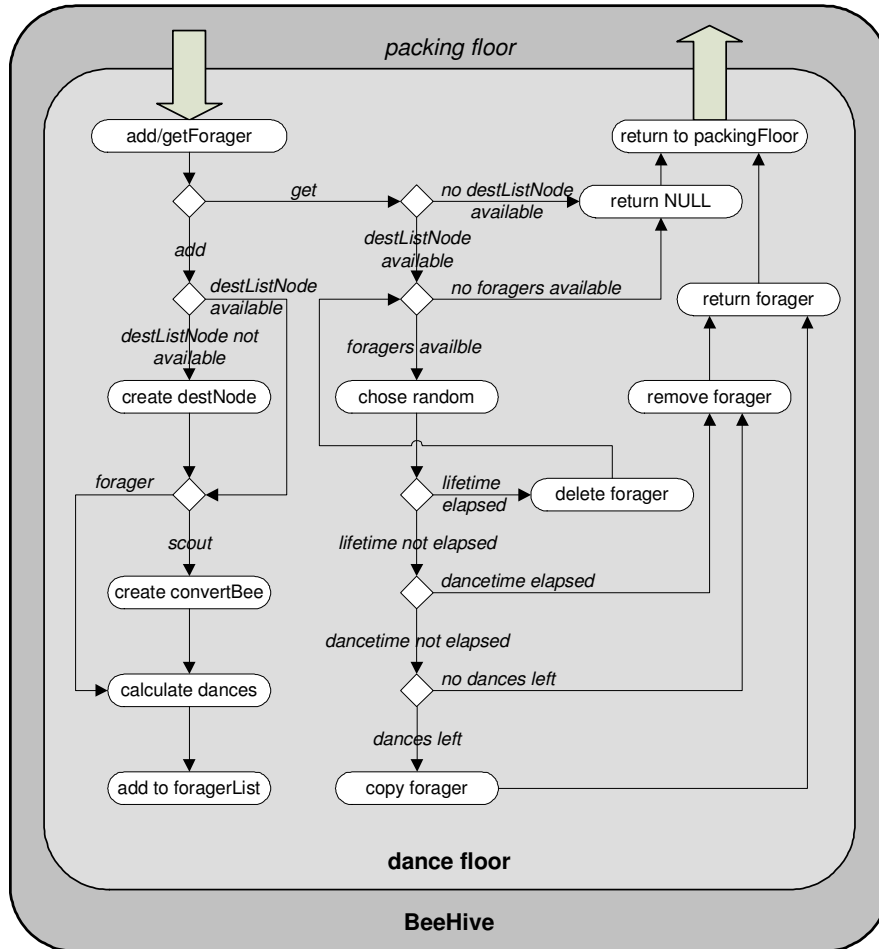 packing floor
add/getForager
return to packingFloor
get
no destListNode
available
return NULL
add
destListNode
available
destListNode
available
no foragers available
return forager
destListNode not
available
foragers availble
create destNode
chose random
remove forager
forager
lifetime
elapsed
delete forager
scout
lifetime not elapsed
create convertBee
dancetime elapsed
dancetime not elapsed
calculate dances
no dances left
dances left
add to foragerList
copy forager
dance floor
BeeHive